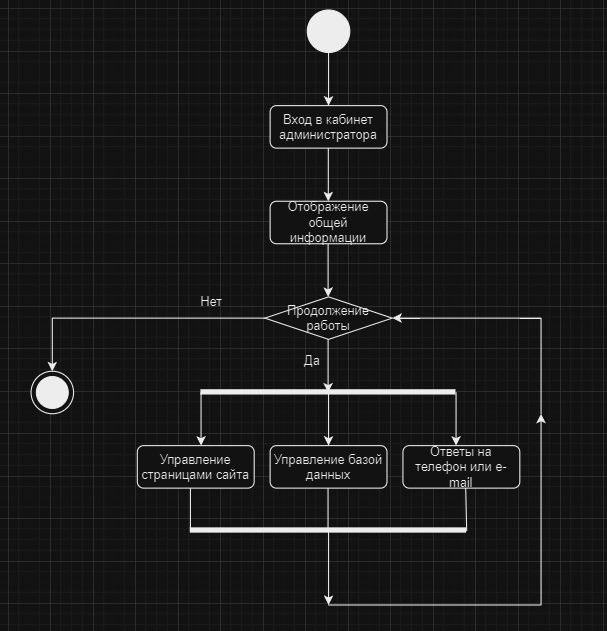 Вход в кабинет
администратора
Отображение
общей
информации
Продолжение
работы
Нет
Да
Управление
страницами сайта
Управление базой
данных
Ответы на
телефон или e-
mail